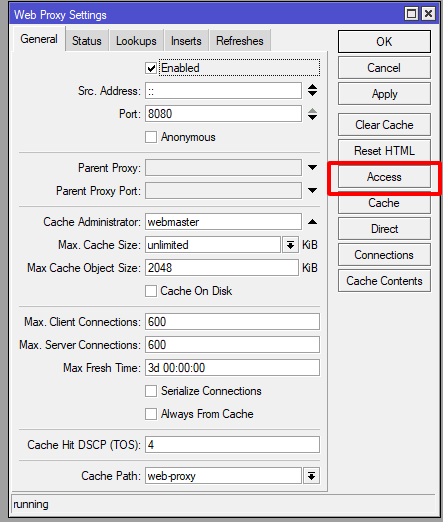 Web Proxy Settings
General Status Lookups Inserts Refreshes
Enabled
Src. Address: ::
Port: 8080
Anonymous
Parent Proxy:
Parent Proxy Port:
Cache Administrator: webmaster
Max. Cache Size: unlimited KiB
Max Cache Object Size: 2048 KiB
Cache On Disk
Max. Client Connections: 600
Max. Server Connections: 600
Max Fresh Time: 3d 00:00:00
Serialize Connections
Always From Cache
Cache Hit DSCP (TOS): 4
Cache Path: web-proxy
OK
Cancel
Apply
Clear Cache
Reset HTML
Access
Cache
Direct
Connections
Cache Contents
running